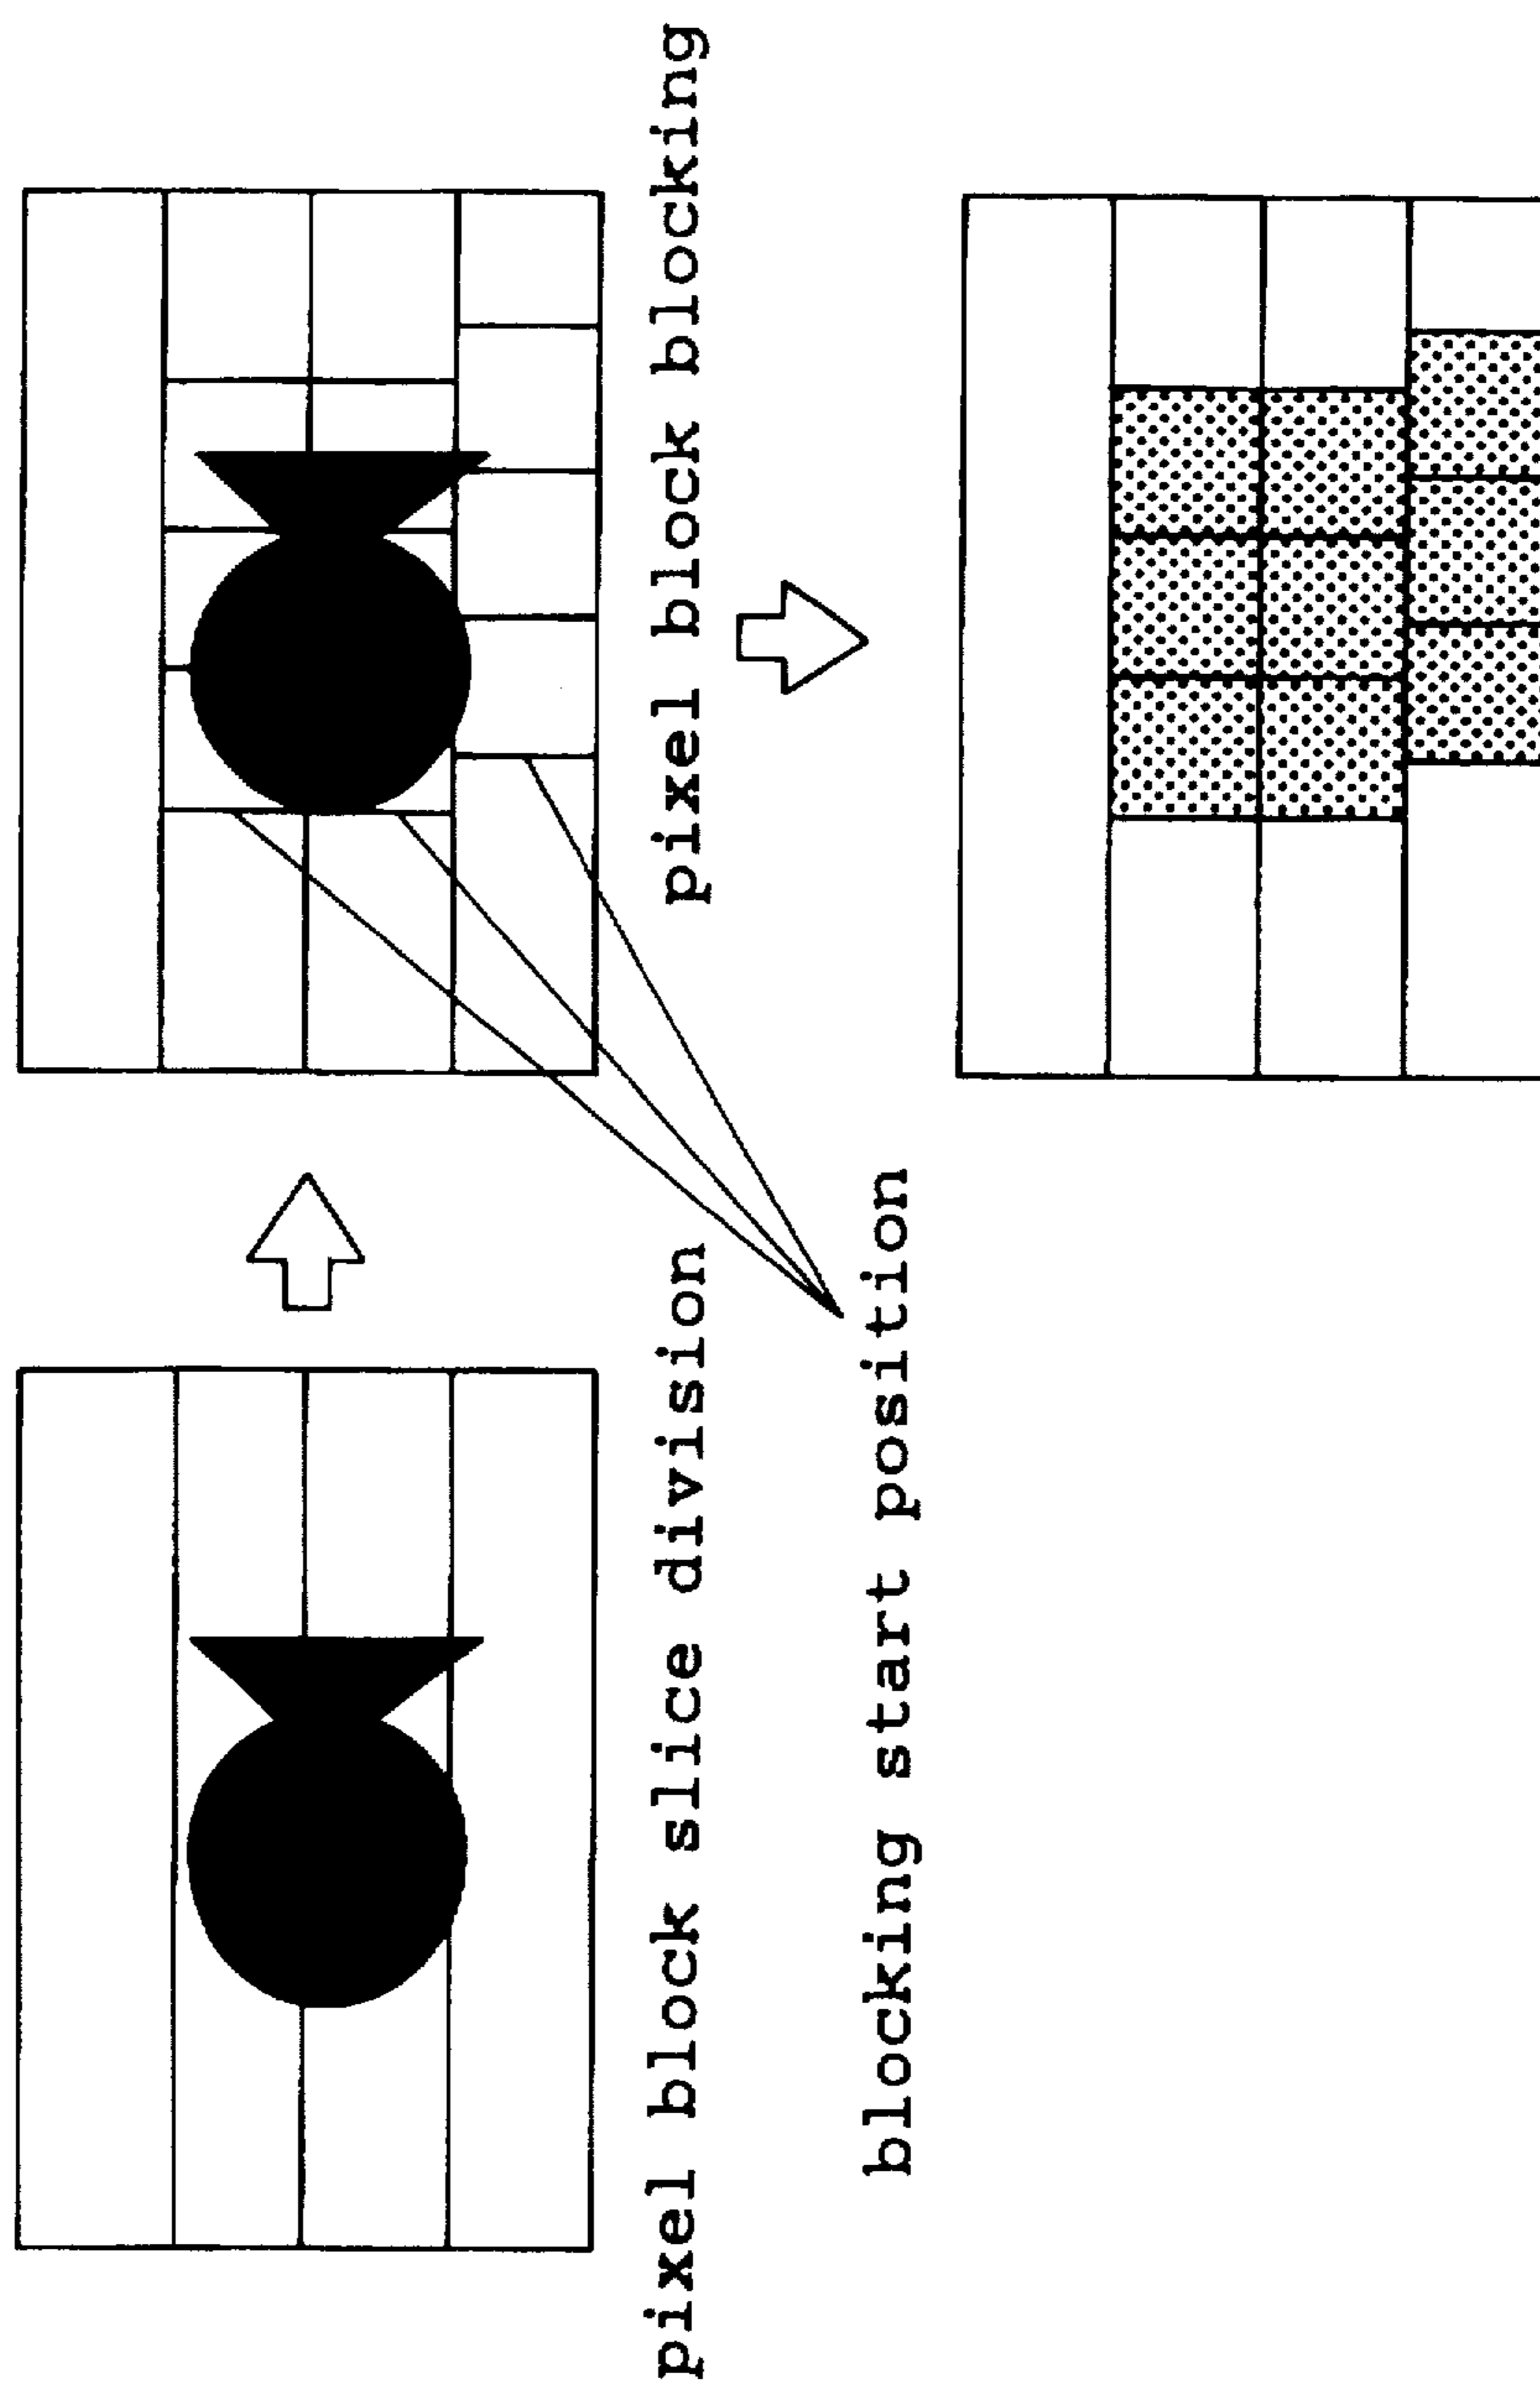 pixel block slice division
pixel block blocking
blocking start position